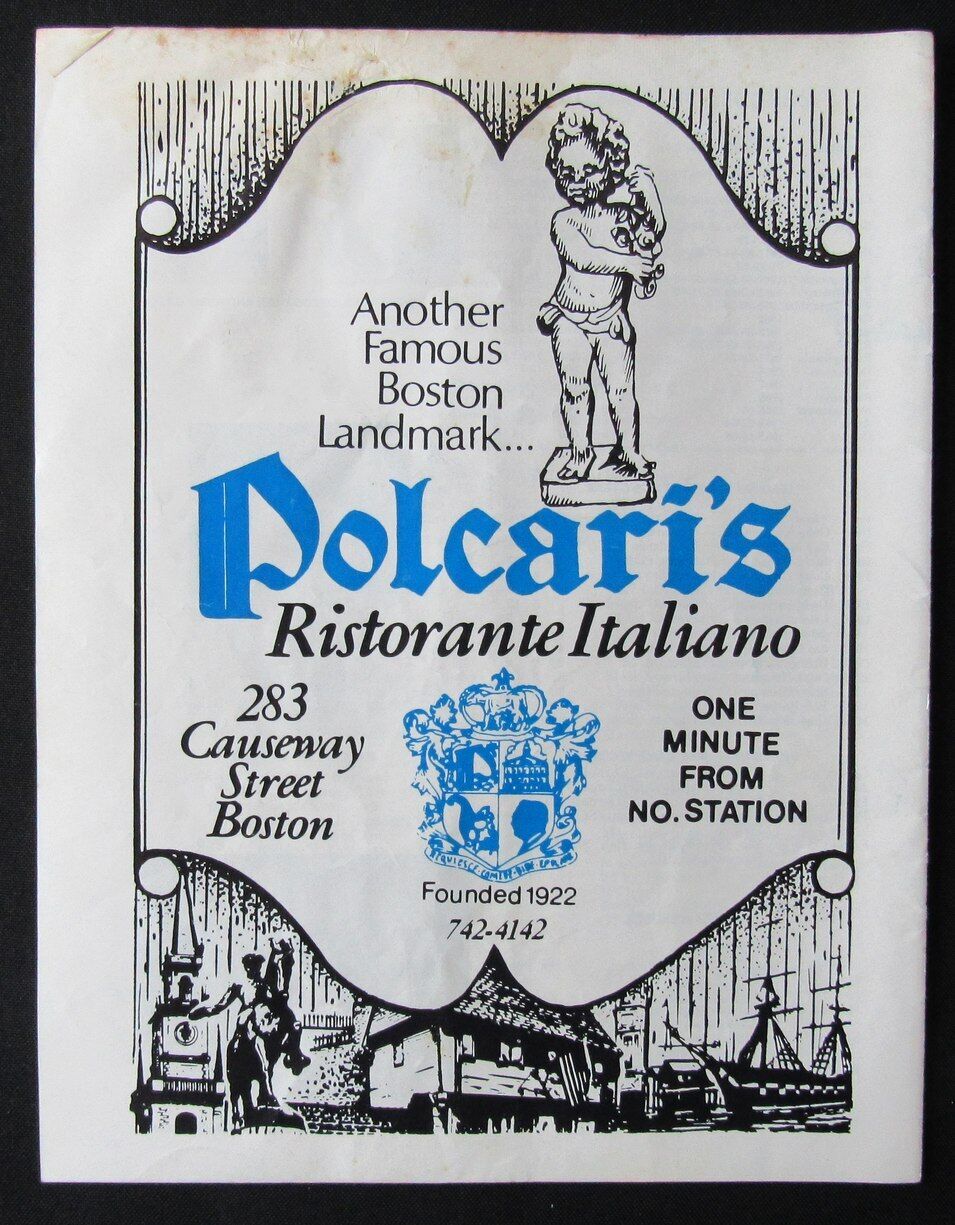 Another
Famous
Boston
Landmark...
Polcari's
Ristorante Italiano
283
Causeway
Street
Boston
ONE
MINUTE
FROM
NO. STATION
Founded 1922
742-4142